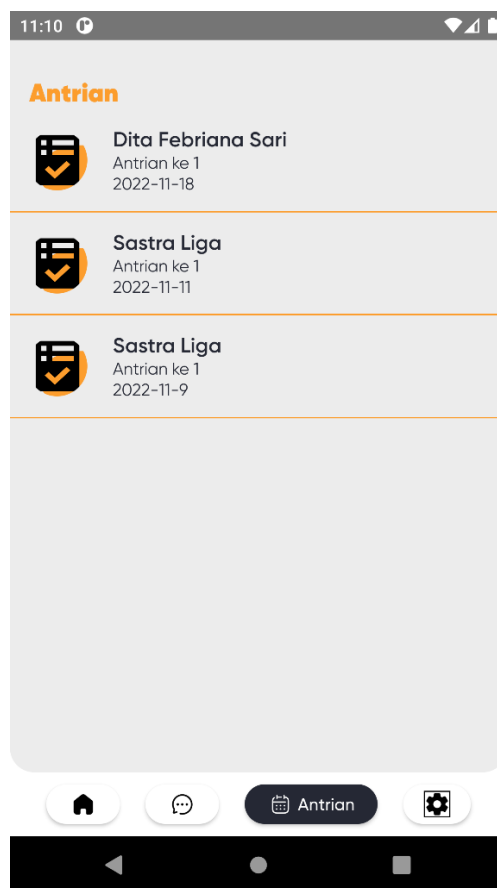 11:10
Antrian
Dita Febriana Sari
Antrian ke 1
2022-11-18
Sastra Liga
Antrian ke 1
2022-11-11
Sastra Liga
Antrian ke 1
2022-11-9
Antrian